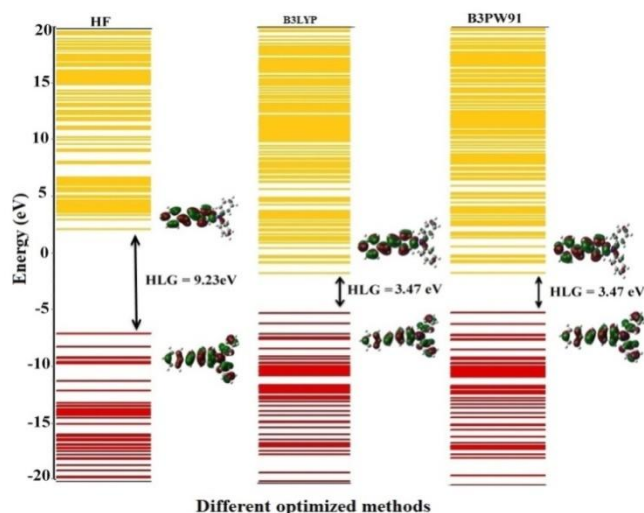 HF
B3LYP
B3PW91
20
15
10
5
0
-5
-10
-15
-20
Energy (eV)
HLG = 9.23eV
HLG = 3.47 eV
HLG = 3.47 eV
Different optimized methods